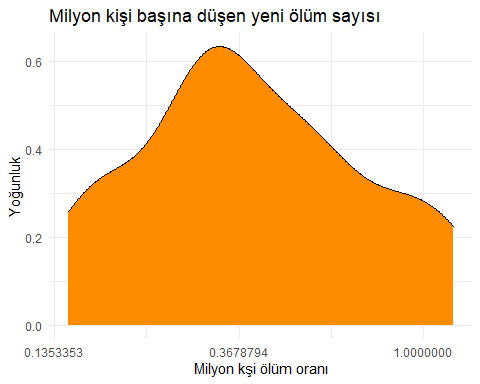 Milyon kişi başına düşen yeni ölüm sayısı
Yoğunluk
0.6
0.4
0.2
0.0
0.1353353 0.3678794 1.0000000
Milyon kşi ölüm oranı